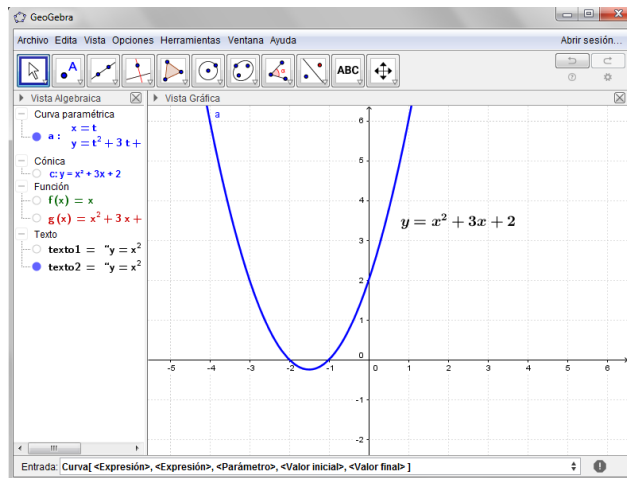 GeoGebra
Archivo Edita Vista Opciones Herramientas Ventana Ayuda
Abrir sesión...
A
α
ABC
Vista Algebraica
Vista Gráfica
Curva paramétrica
a : x = t
y = t² + 3 t +
Cónica
c: y = x² + 3x + 2
Función
f(x) = x
g(x) = x² + 3 x +
Texto
texto1 = "y = x²
texto2 = "y = x²
a
6
5
4
3
2
1
0
-1
-2
-5 -4 -3 -2 -1 0 1 2 3 4 5 6
y = x² + 3x + 2
Entrada: Curva[ <Expresión>, <Expresión>, <Parámetro>, <Valor inicial>, <Valor final> ]